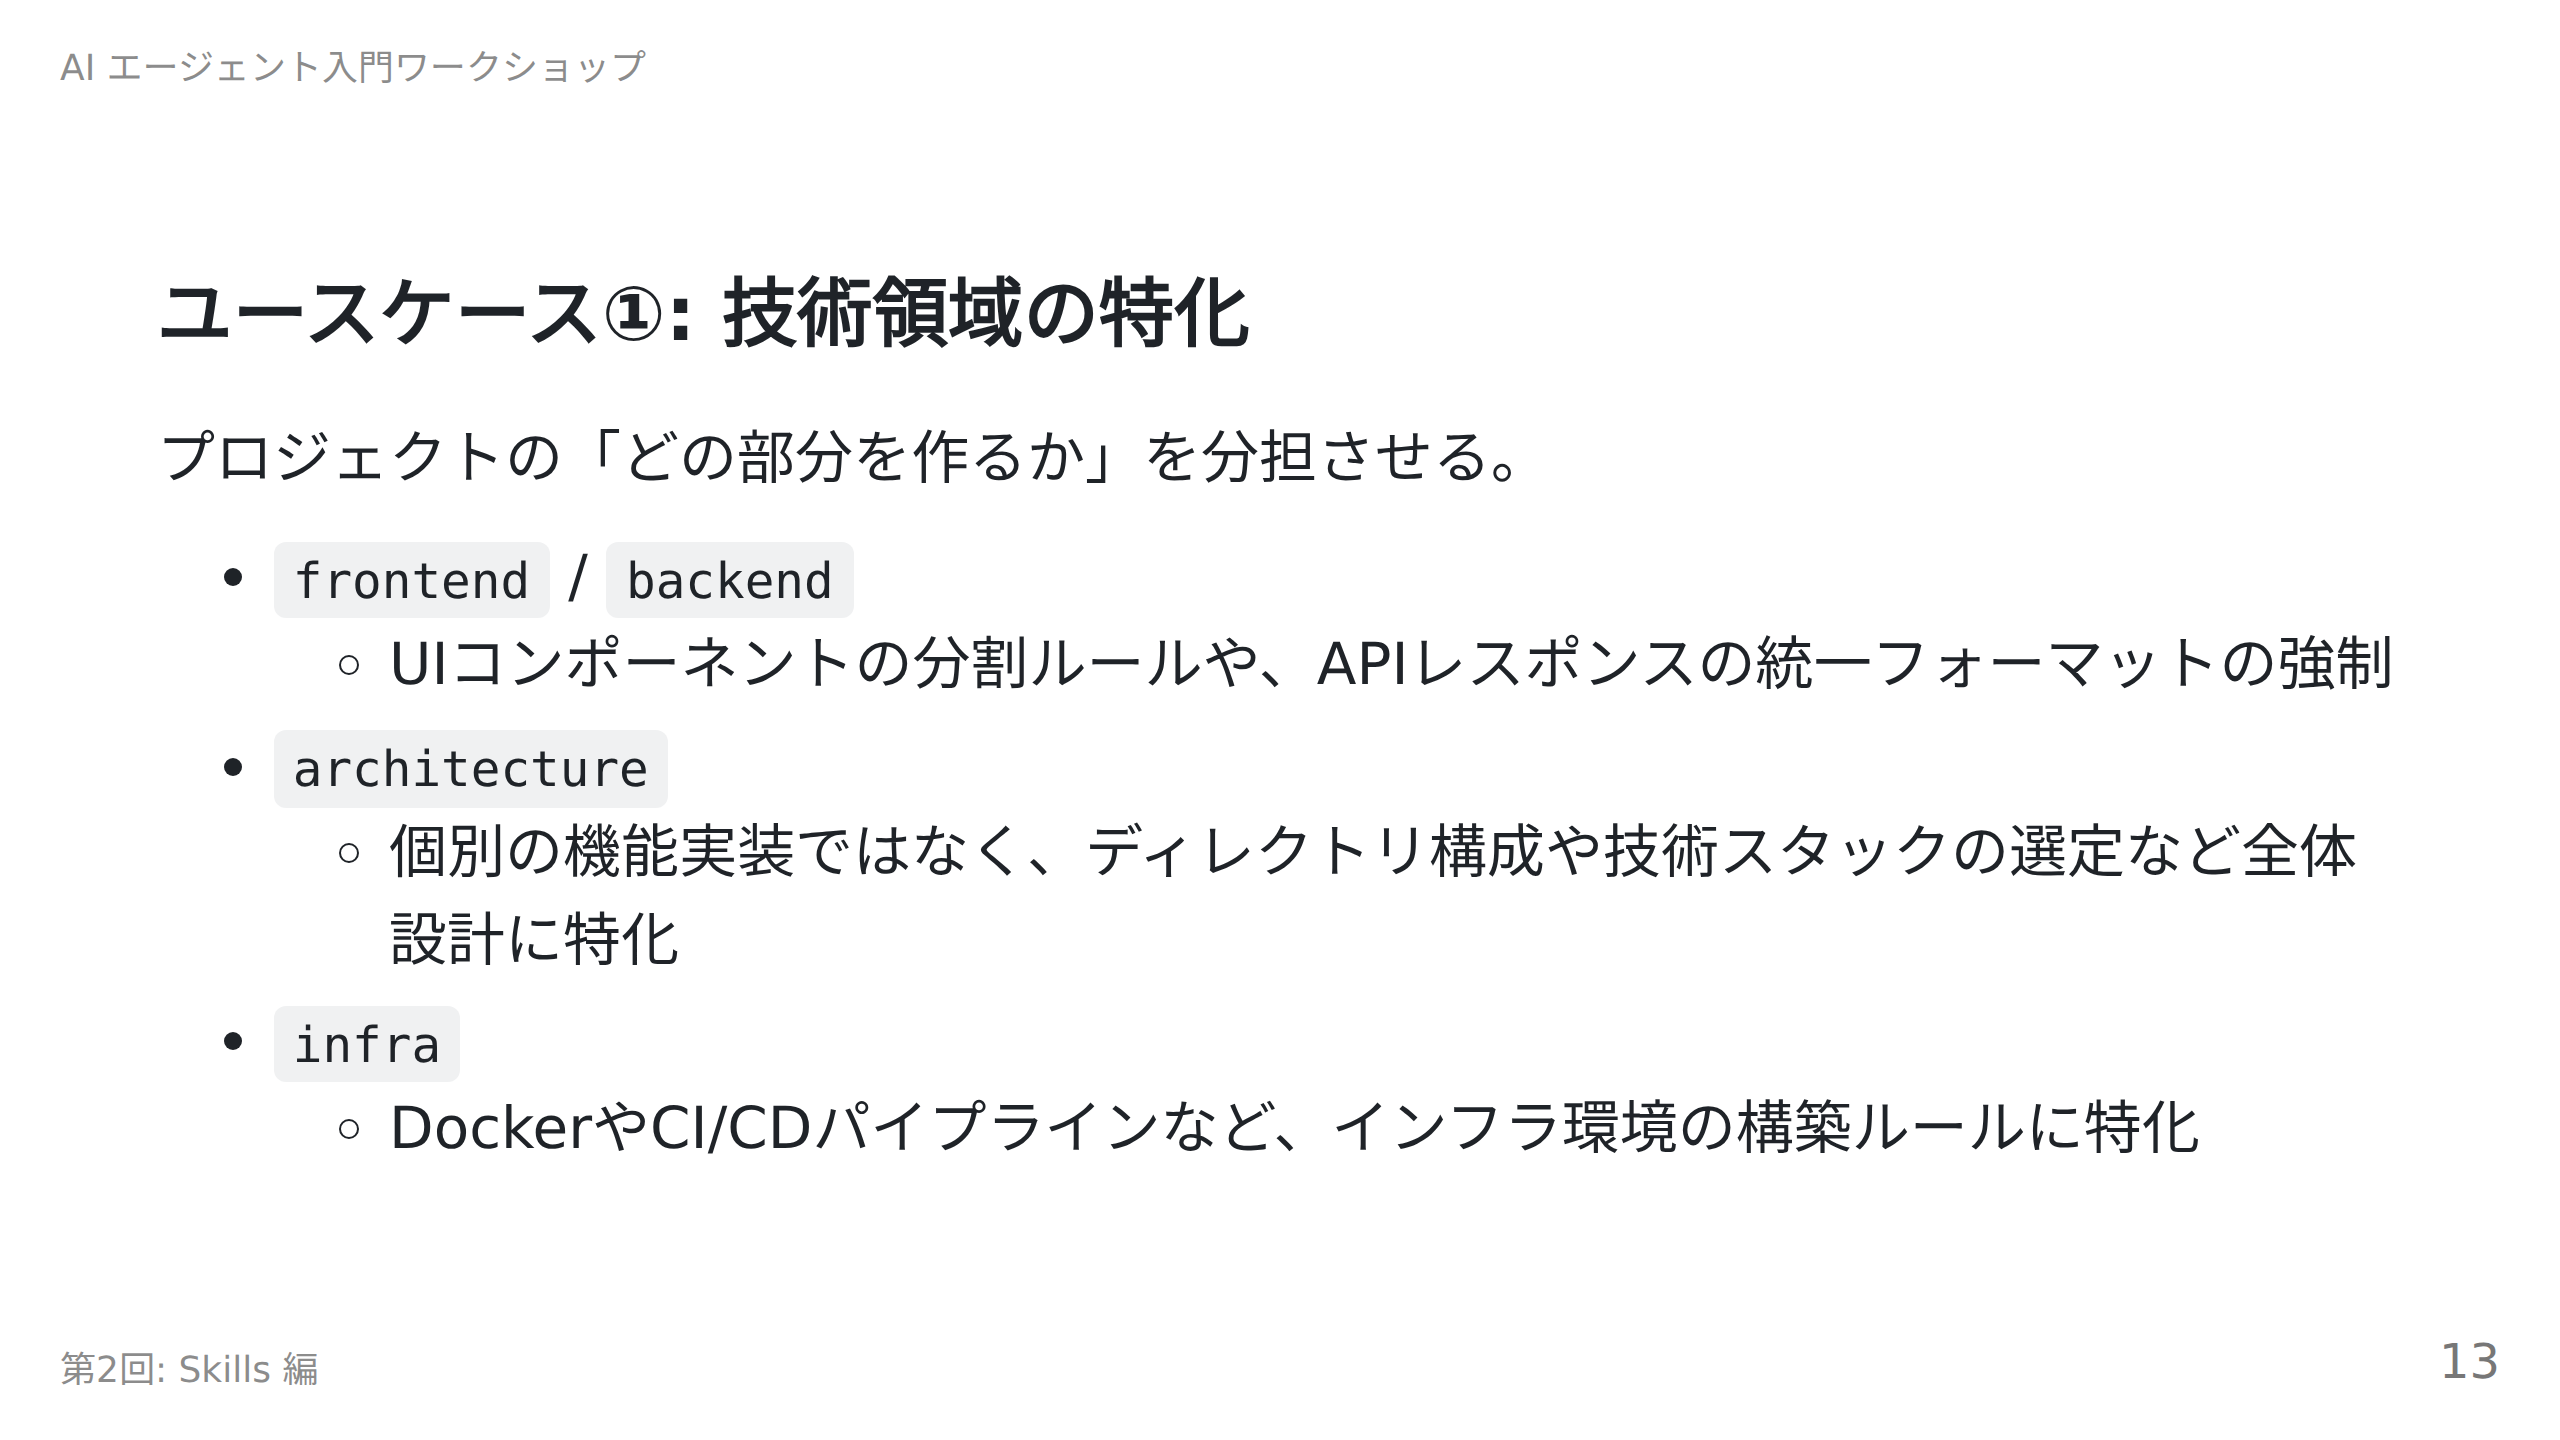 AI エージェント入門ワークショップ
ユースケース①: 技術領域の特化
プロジェクトの「どの部分を作るか」を分担させる。
• frontend / backend
◦ UIコンポーネントの分割ルールや、APIレスポンスの統一フォーマットの強制
• architecture
◦ 個別の機能実装ではなく、ディレクトリ構成や技術スタックの選定など全体
設計に特化
• infra
◦ DockerやCI/CDパイプラインなど、インフラ環境の構築ルールに特化
第2回: Skills 編
13